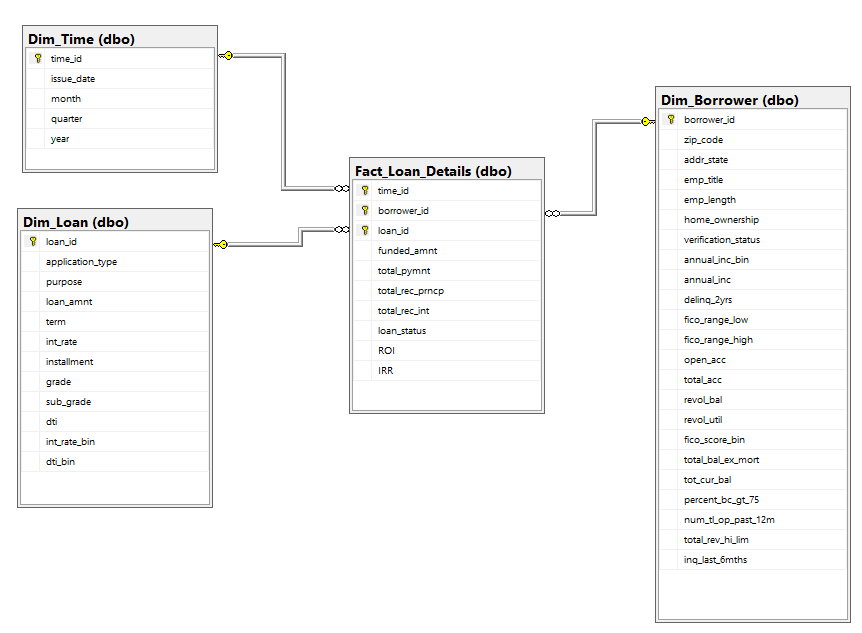 Dim_Time (dbo)
time_id
issue_date
month
quarter
year
Dim_Loan (dbo)
loan_id
application_type
purpose
loan_amnt
term
int_rate
installment
grade
sub_grade
dti
int_rate_bin
dti_bin
Fact_Loan_Details (dbo)
time_id
borrower_id
loan_id
funded_amnt
total_pymnt
total_rec_prncp
total_rec_int
loan_status
ROI
IRR
Dim_Borrower (dbo)
borrower_id
zip_code
addr_state
emp_title
emp_length
home_ownership
verification_status
annual_inc_bin
annual_inc
delinq_2yrs
fico_range_low
fico_range_high
open_acc
total_acc
revol_bal
revol_util
fico_score_bin
total_bal_ex_mort
tot_cur_bal
percent_bc_gt_75
num_tl_op_past_12m
total_rev_hi_lim
inq_last_6mths